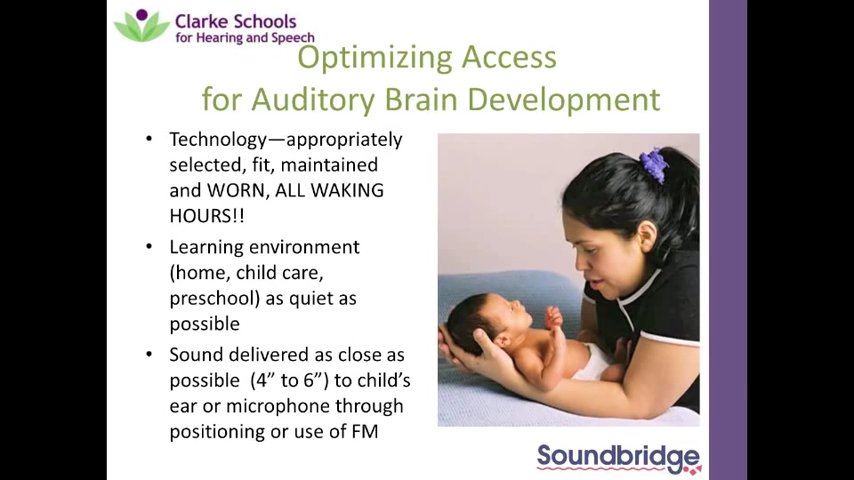 Clarke Schools
for Hearing and Speech
Optimizing Access
for Auditory Brain Development
• Technology—appropriately
selected, fit, maintained
and WORN, ALL WAKING
HOURS!!
• Learning environment
(home, child care,
preschool) as quiet as
possible
• Sound delivered as close as
possible (4” to 6”) to child’s
ear or microphone through
positioning or use of FM
Soundbridge